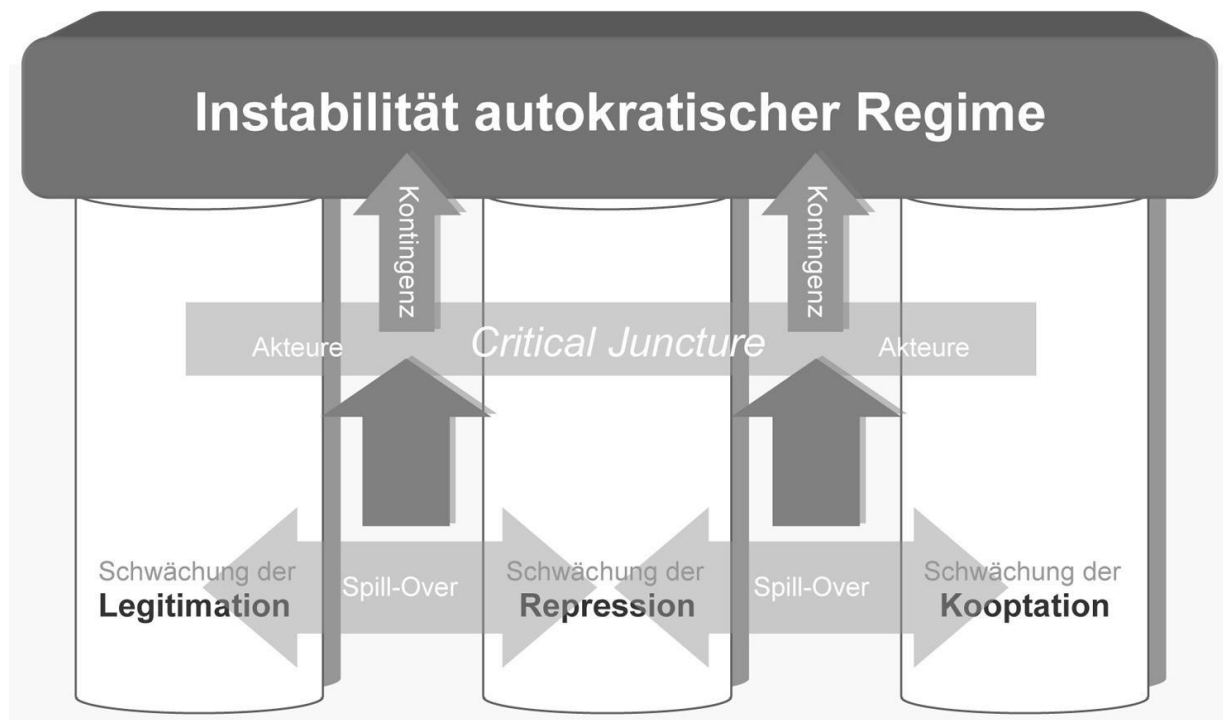 Instabilität autokratischer Regime
Kontingenz
Kontingenz
Akteure
Critical Juncture
Akteure
Schwächung der
Legitimation
Spill-Over
Schwächung der
Repression
Spill-Over
Schwächung der
Kooptation